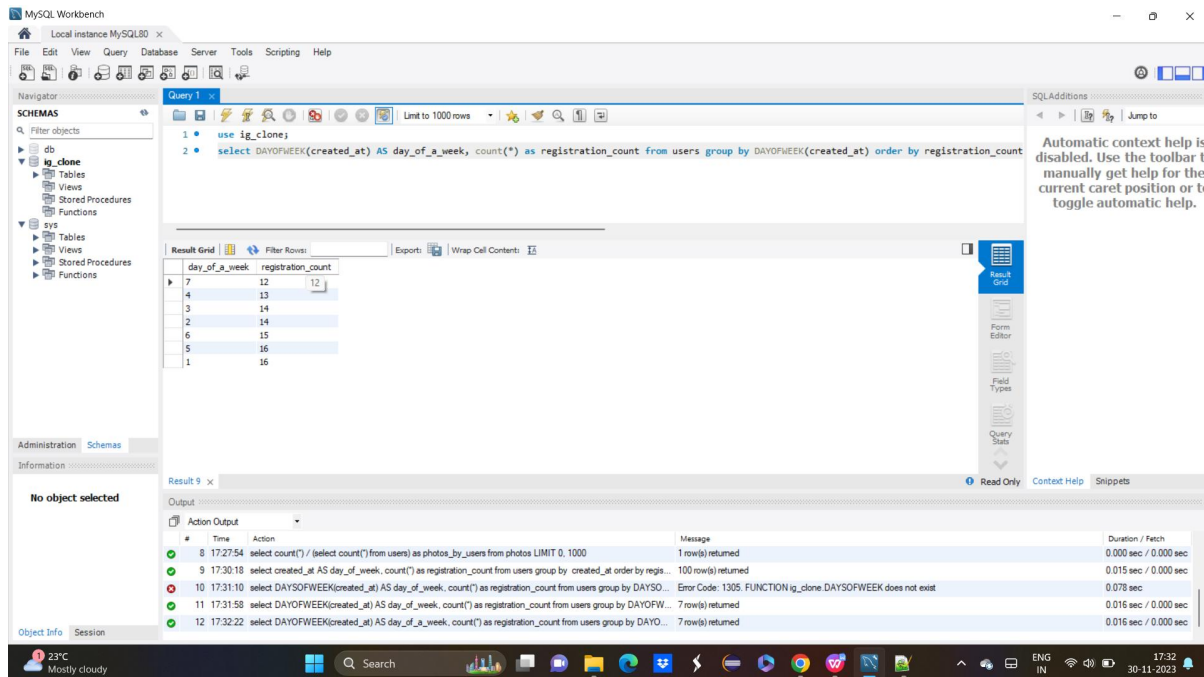 MySQL Workbench
Local instance MySQL80
File Edit View Query Database Server Tools Scripting Help
Navigator
SCHEMAS
Filter objects
db
ig_clone
Tables
Views
Stored Procedures
Functions
sys
Tables
Views
Stored Procedures
Functions
Administration Schemas
Information
No object selected
Object Info Session
Query 1
Limit to 1000 rows
1 use ig_clone;
2 select DAYOFWEEK(created_at) AS day_of_a_week, count(*) as registration_count from users group by DAYOFWEEK(created_at) order by registration_count
Result Grid Filter Rows: Export: Wrap Cell Content:
day_of_a_week registration_count
7 12
12
4 13
3 14
2 14
6 15
5 16
1 16
Result Grid
Form Editor
Field Types
Query Stats
Result 9
Read Only
SQLAdditions
Jump to
Automatic context help is
disabled. Use the toolbar t
manually get help for the
current caret position or to
toggle automatic help.
Context Help Snippets
Output
Action Output
# Time Action Message Duration / Fetch
8 17:27:54 select count(*) / (select count(*) from users) as photos_by_users from photos LIMIT 0, 1000 1 row(s) returned 0.000 sec / 0.000 sec
9 17:30:18 select created_at AS day_of_week, count(*) as registration_count from users group by created_at order by regis... 100 row(s) returned 0.015 sec / 0.000 sec
10 17:31:10 select DAYSOFWEEK(created_at) AS day_of_week, count(*) as registration_count from users group by DAYSO... Error Code: 1305. FUNCTION ig_clone.DAYSOFWEEK does not exist 0.078 sec
11 17:31:58 select DAYOFWEEK(created_at) AS day_of_week, count(*) as registration_count from users group by DAYOFW... 7 row(s) returned 0.016 sec / 0.000 sec
12 17:32:22 select DAYOFWEEK(created_at) AS day_of_a_week, count(*) as registration_count from users group by DAYO... 7 row(s) returned 0.016 sec / 0.000 sec
1
23°C
Mostly cloudy
Search
ENG
IN
17:32
30-11-2023